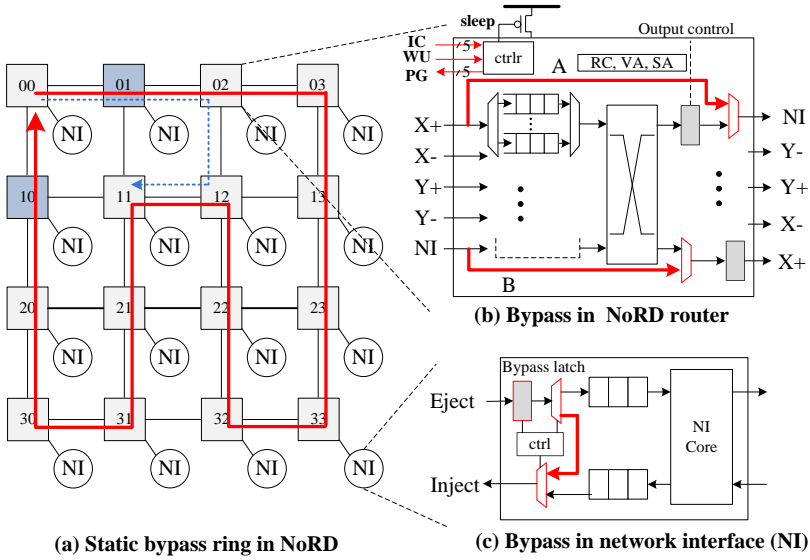 00
01
02
03
NI
NI
NI
NI
10
11
12
13
NI
NI
NI
NI
20
21
22
23
NI
NI
NI
NI
30
31
32
33
NI
NI
NI
NI
(a) Static bypass ring in NoRD
sleep
Output control
IC
5
WU
PG
5
ctrlr
RC, VA, SA
A
X+
X-
Y+
Y-
NI
B
NI
Y-
Y+
X-
X+
(b) Bypass in NoRD router
Bypass latch
Eject
ctrl
Inject
NI
Core
(c) Bypass in network interface (NI)